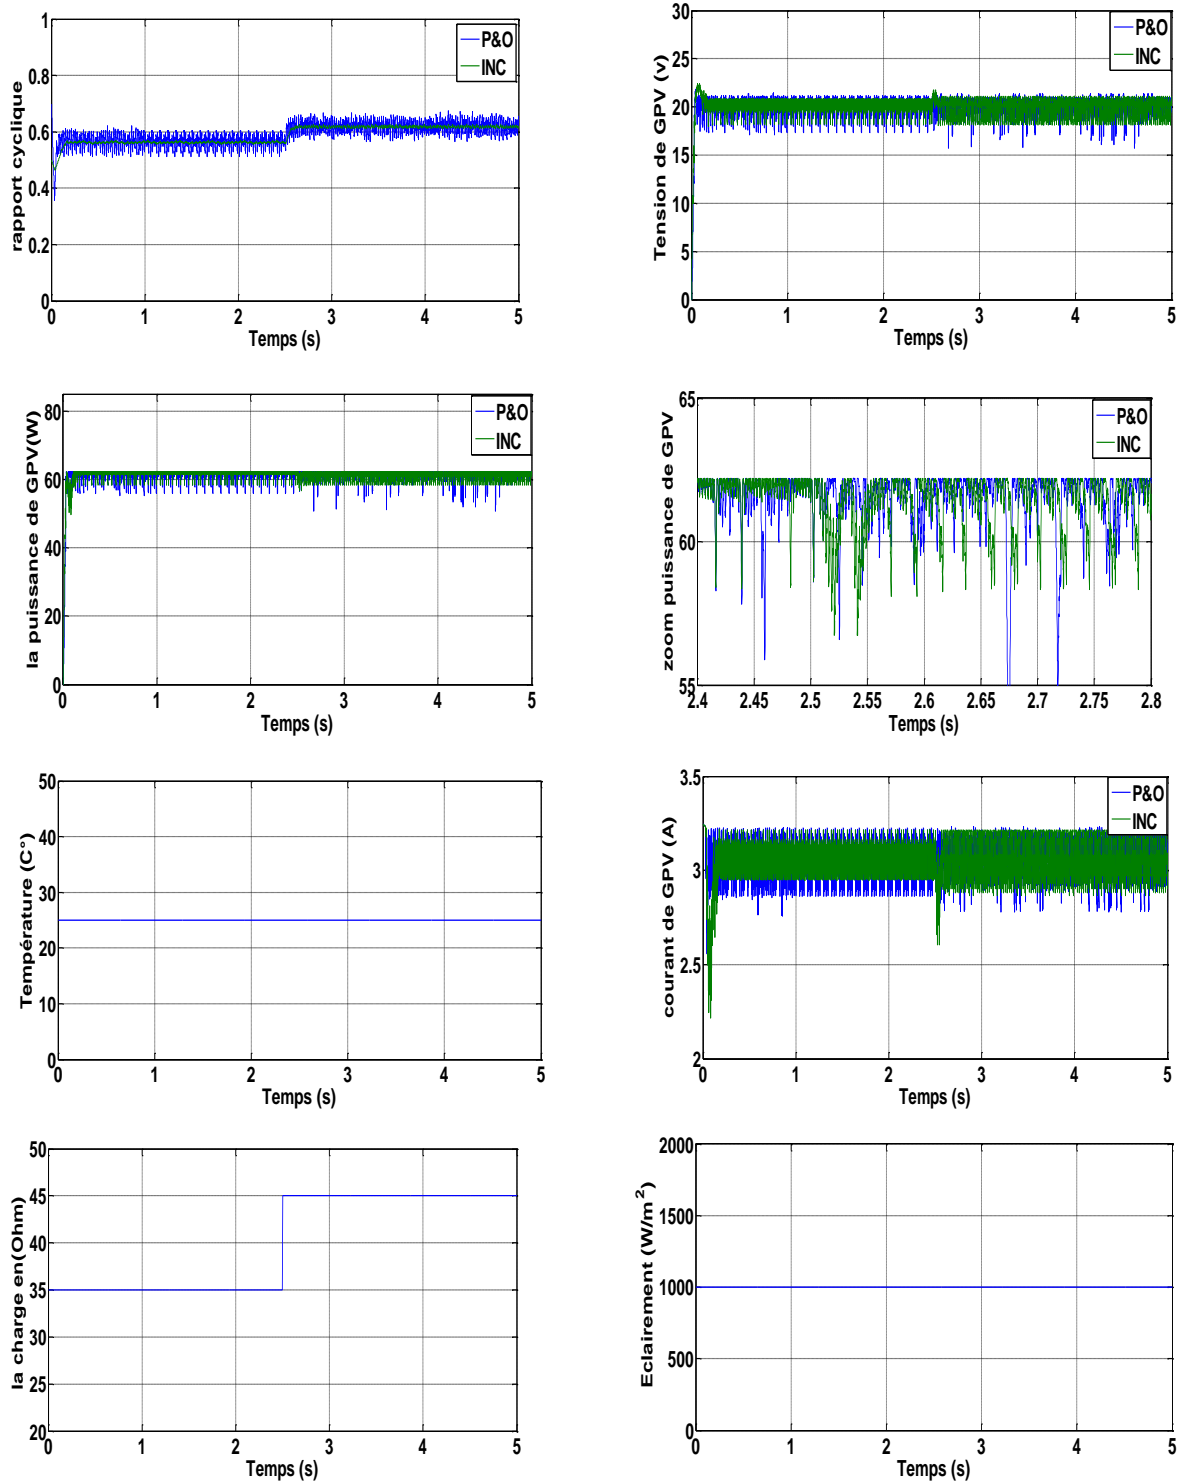 1
0.8
0.6
0.4
0.2
0
rapport cyclique
P&O
INC
0 1 2 3 4 5
Temps (s)
30
25
20
15
10
5
0
Tension de GPV (v)
P&O
INC
0 1 2 3 4 5
Temps (s)
80
60
40
20
0
la puissance de GPV(W)
P&O
INC
0 1 2 3 4 5
Temps (s)
65
60
55
zoom puissance de GPV
P&O
INC
2.4 2.45 2.5 2.55 2.6 2.65 2.7 2.75 2.8
Temps (s)
50
40
30
20
10
0
Température (C°)
0 1 2 3 4 5
Temps (s)
3.5
3
2.5
2
courant de GPV (A)
P&O
INC
0 1 2 3 4 5
Temps (s)
50
45
40
35
30
25
20
la charge en(Ohm)
0 1 2 3 4 5
Temps (s)
2000
1500
1000
500
0
Eclairement (W/m²)
0 1 2 3 4 5
Temps (s)